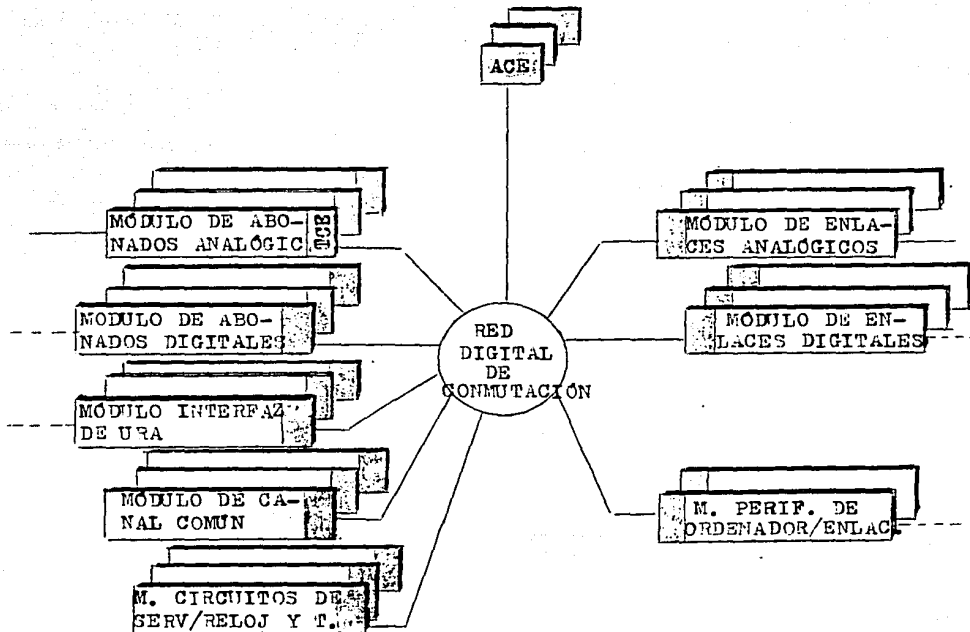 ACE
MÓDULO DE ABO-
NADOS ANALÓGIC.
TCE
MODULO DE ABO-
NADOS DIGITALES
MÓDULO INTERFAZ
DE URA
MÓDULO DE CA-
NAL COMÚN
M. CIRCUITOS DE
SERV/RELOJ Y T.
RED
DIGITAL
DE
CONMUTACIÓN
MÓDULO DE ENLA-
CES ANALÓGICOS
MÓDULO DE EN-
LACES DIGITALES
M. PERIF. DE
ORDENADOR/ENLAC.